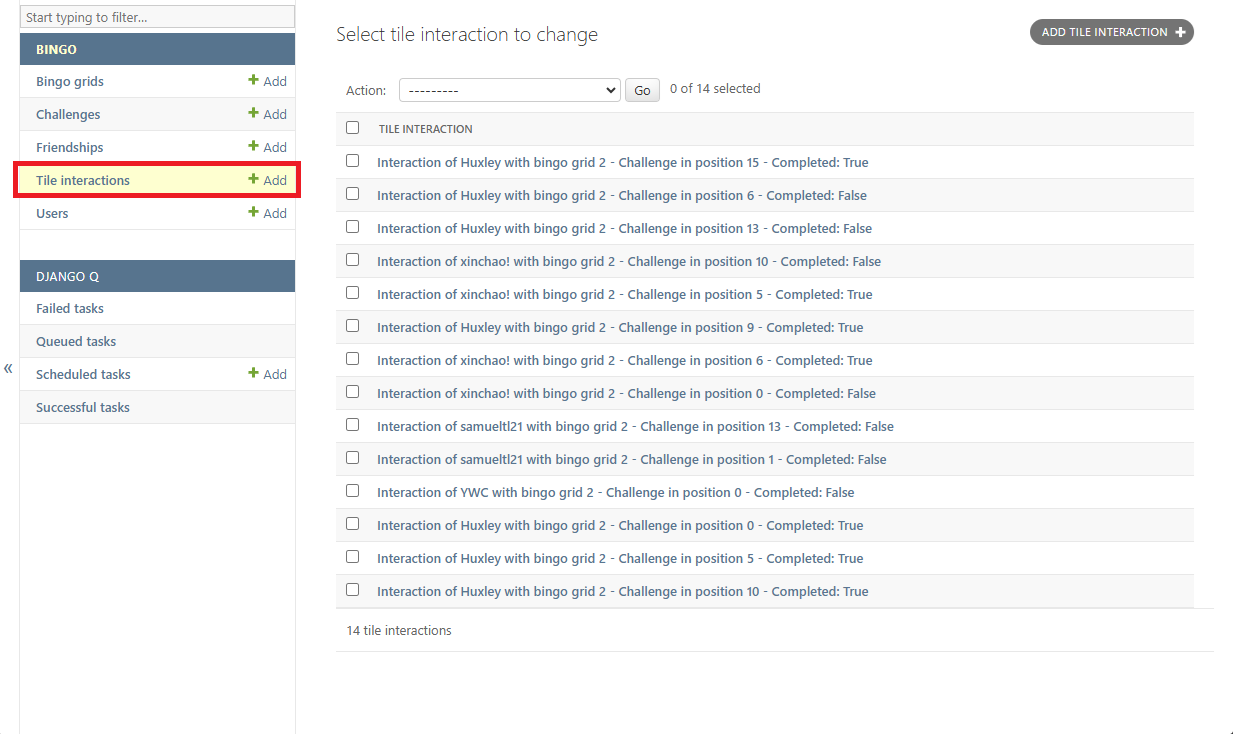 Start typing to filter...
BINGO
Bingo grids + Add
Challenges + Add
Friendships + Add
Tile interactions + Add
Users + Add
DJANGO Q
Failed tasks
Queued tasks
Scheduled tasks + Add
Successful tasks
«
Select tile interaction to change
ADD TILE INTERACTION +
Action: --------- Go 0 of 14 selected
TILE INTERACTION
Interaction of Huxley with bingo grid 2 - Challenge in position 15 - Completed: True
Interaction of Huxley with bingo grid 2 - Challenge in position 6 - Completed: False
Interaction of Huxley with bingo grid 2 - Challenge in position 13 - Completed: False
Interaction of xinchao! with bingo grid 2 - Challenge in position 10 - Completed: False
Interaction of xinchao! with bingo grid 2 - Challenge in position 5 - Completed: True
Interaction of Huxley with bingo grid 2 - Challenge in position 9 - Completed: True
Interaction of xinchao! with bingo grid 2 - Challenge in position 6 - Completed: True
Interaction of xinchao! with bingo grid 2 - Challenge in position 0 - Completed: False
Interaction of samueltl21 with bingo grid 2 - Challenge in position 13 - Completed: False
Interaction of samueltl21 with bingo grid 2 - Challenge in position 1 - Completed: False
Interaction of YWC with bingo grid 2 - Challenge in position 0 - Completed: False
Interaction of Huxley with bingo grid 2 - Challenge in position 0 - Completed: True
Interaction of Huxley with bingo grid 2 - Challenge in position 5 - Completed: True
Interaction of Huxley with bingo grid 2 - Challenge in position 10 - Completed: True
14 tile interactions